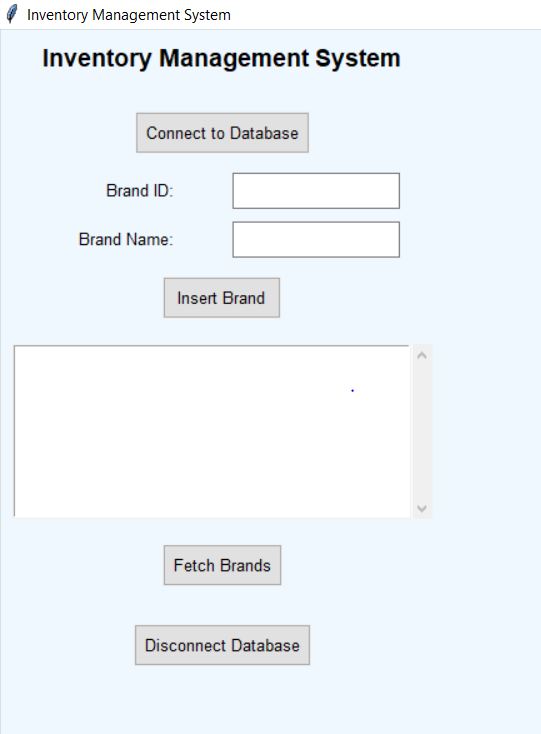 Inventory Management System
Inventory Management System
Connect to Database
Brand ID:
Brand Name:
Insert Brand
Fetch Brands
Disconnect Database